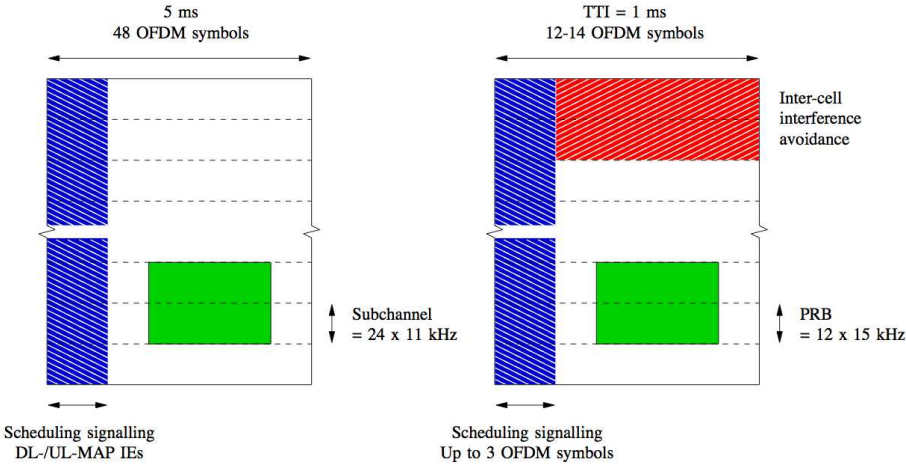 5 ms
48 OFDM symbols
TTI = 1 ms
12-14 OFDM symbols
Inter-cell
interference
avoidance
Subchannel
= 24 x 11 kHz
PRB
= 12 x 15 kHz
Scheduling signalling
DL-/UL-MAP IEs
Scheduling signalling
Up to 3 OFDM symbols